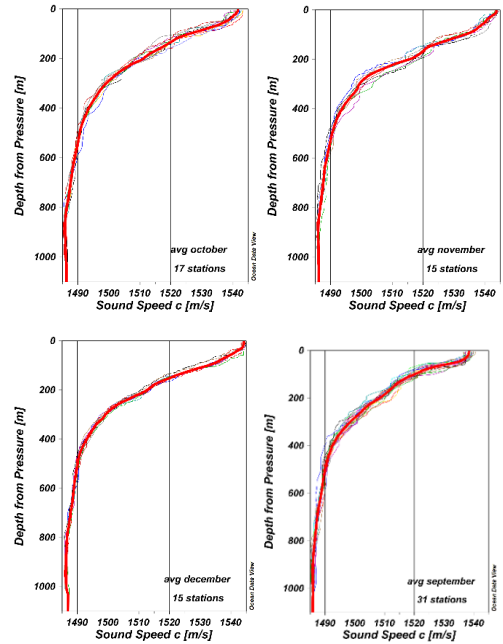 0
200
400
600
800
1000
Depth from Pressure [m]
avg october
17 stations
Ocean Data View
1490 1500 1510 1520 1530 1540
Sound Speed c [m/s]
0
200
400
600
800
1000
Depth from Pressure [m]
avg november
15 stations
1490 1500 1510 1520 1530 1540
Sound Speed c [m/s]
0
200
400
600
800
1000
Depth from Pressure [m]
avg december
15 stations
Ocean Data View
1490 1500 1510 1520 1530 1540
Sound Speed c [m/s]
0
200
400
600
800
1000
Depth from Pressure [m]
avg september
31 stations
Ocean Data View
1490 1500 1510 1520 1530 1540
Sound Speed c [m/s]